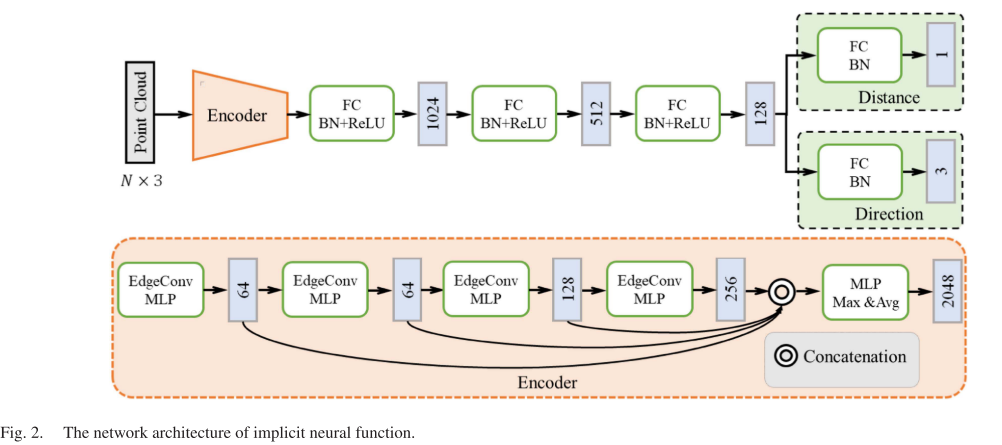 Point Cloud
N × 3
Encoder
FC
BN+ReLU
1024
FC
BN+ReLU
512
FC
BN+ReLU
128
FC
BN
1
Distance
FC
BN
3
Direction
EdgeConv
MLP
64
EdgeConv
MLP
64
EdgeConv
MLP
128
EdgeConv
MLP
256
MLP
Max &Avg
2048
Concatenation
Encoder
Fig. 2. The network architecture of implicit neural function.